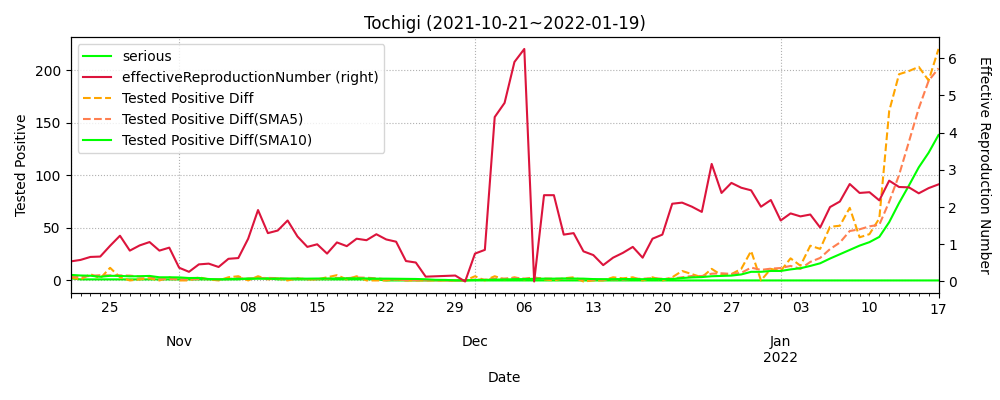 Tochigi (2021-10-21~2022-01-19)
serious
effectiveReproductionNumber (right)
Tested Positive Diff
Tested Positive Diff(SMA5)
Tested Positive Diff(SMA10)
Tested Positive
200
150
100
50
0
6
5
4
3
2
1
0
Effective Reproduction Number
25 08 15 22 29 06 13 20 27 03 10 17
Nov Dec Jan
2022
Date